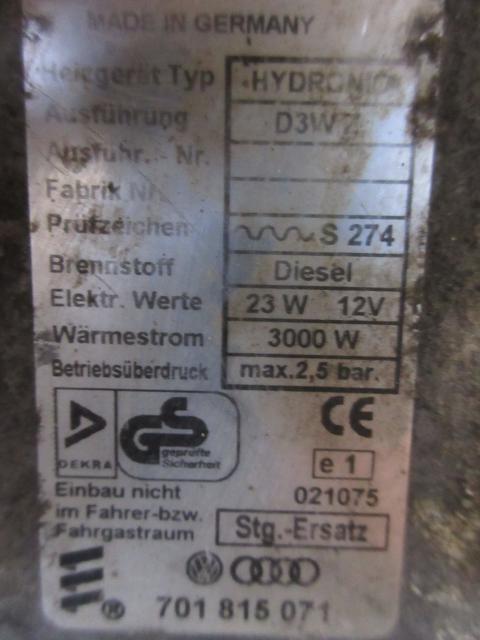 MADE IN GERMANY
Heizgerät Typ HYDRONIC
Ausführung D3WZ
Ausführ. - Nr.
Fabrik Nr.
Prüfzeichen S 274
Brennstoff Diesel
Elektr. Werte 23 W 12V
Wärmestrom 3000 W
Betriebsüberdruck max.2,5 bar.
DEKRA
GS
geprüfte
Sicherheit
CE
e 1
Einbau nicht 021075
im Fahrer-bzw.
Fahrgastraum Stg.-Ersatz
® 701 815 071